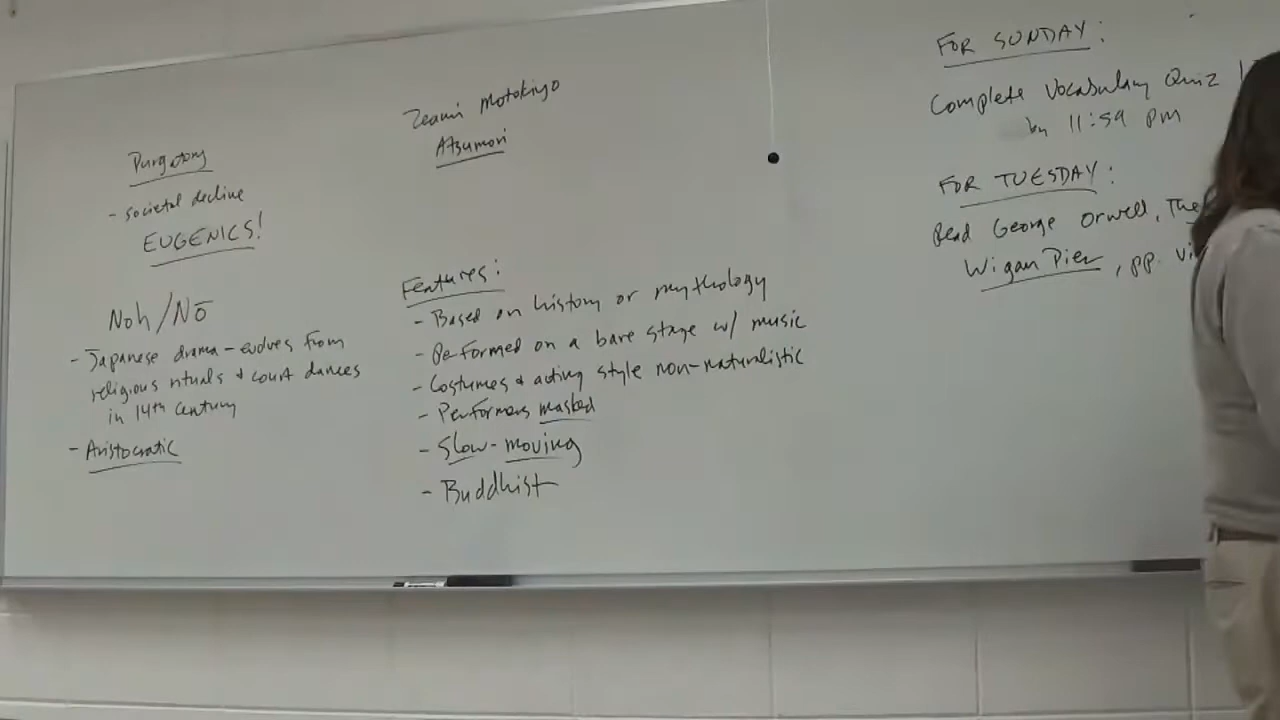 Purgatory
- societal decline
EUGENICS!
Noh/Nō
- Japanese drama - evolves from
religious rituals + court dances
in 14th century
- Aristocratic
Zeami Motokiyo
Atsumori
Features:
- Based on history or mythology
- Performed on a bare stage w/ music
- Costumes + acting style non-naturalistic
- Performers masked
- Slow-moving
- Buddhist
FOR SUNDAY:
Complete Vocabulary Quiz
by 11:59 pm
FOR TUESDAY:
Read George Orwell, The
Wigan Pier, pp. vi